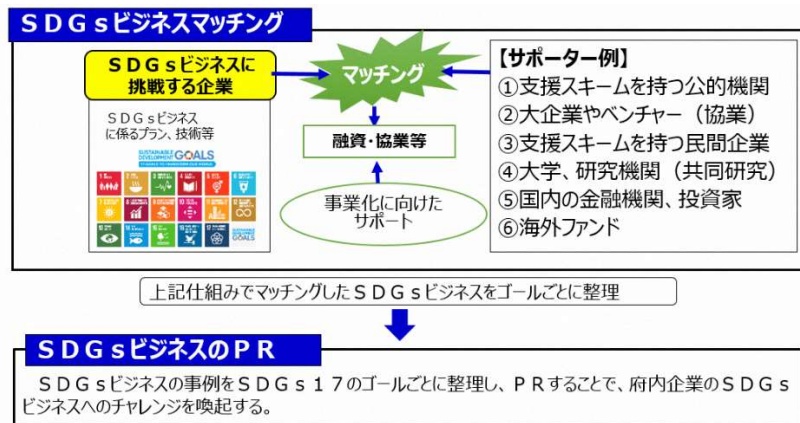 ＳＤＧｓビジネスマッチング
ＳＤＧｓビジネスに
挑戦する企業
ＳＤＧｓビジネス
に係るプラン、技術等
SUSTAINABLE
DEVELOPMENT GOALS
マッチング
融資・協業等
事業化に向けた
サポート
【サポーター例】
①支援スキームを持つ公的機関
②大企業やベンチャー（協業）
③支援スキームを持つ民間企業
④大学、研究機関（共同研究）
⑤国内の金融機関、投資家
⑥海外ファンド
上記仕組みでマッチングしたＳＤＧｓビジネスをゴールごとに整理
ＳＤＧｓビジネスのＰＲ
ＳＤＧｓビジネスの事例をＳＤＧｓ１７のゴールごとに整理し、ＰＲすることで、府内企業のＳＤＧｓ
ビジネスへのチャレンジを喚起する。